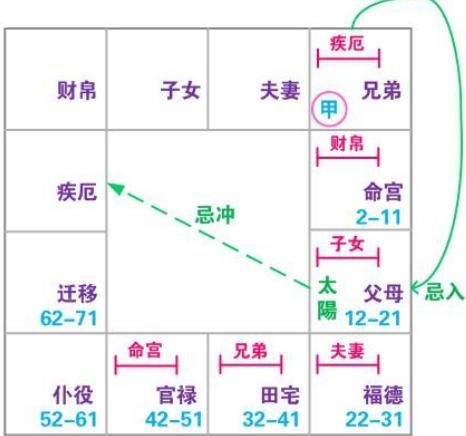 疾厄
财帛 子女 夫妻 甲 兄弟
财帛
疾厄 命宫
2-11
忌冲
子女
迁移 太陽 父母 忌入
62-71 12-21
命宫 兄弟 夫妻
仆役 官禄 田宅 福德
52-61 42-51 32-41 22-31